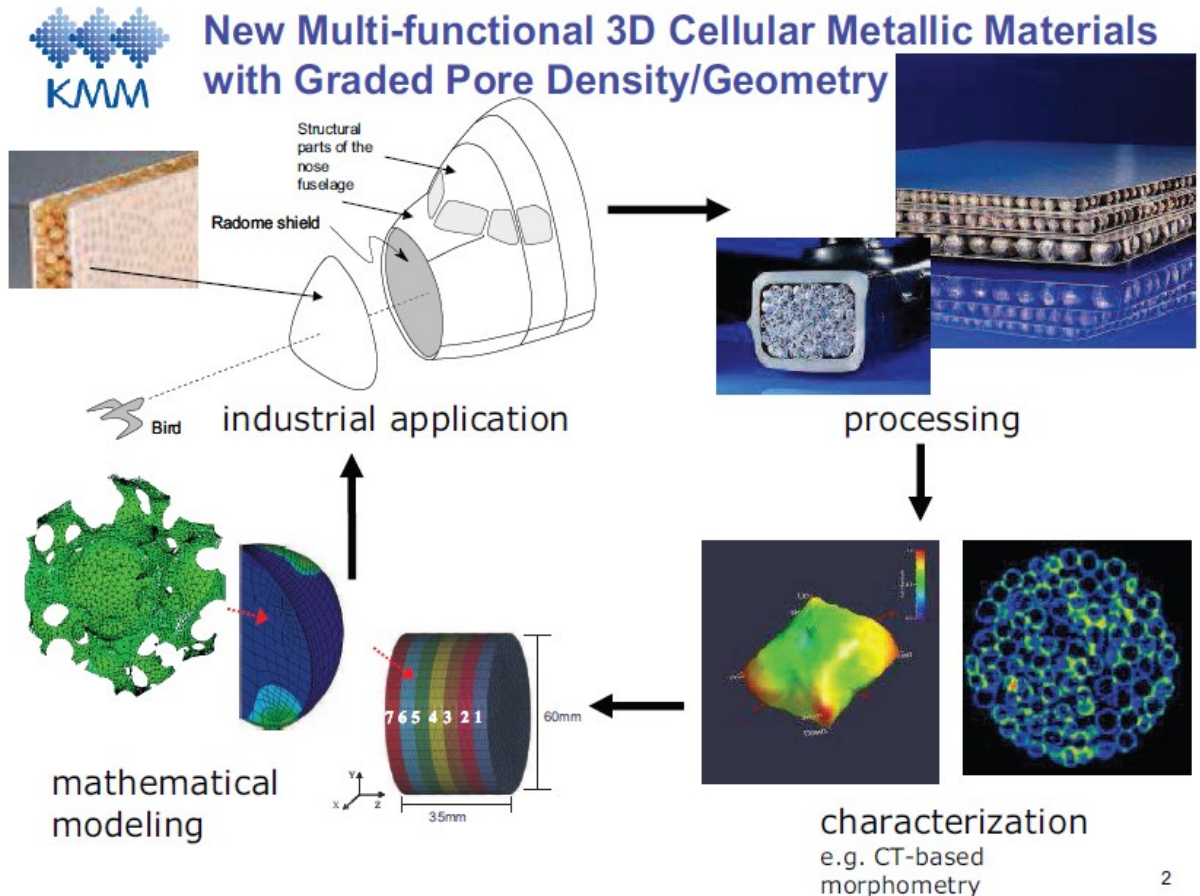 New Multi-functional 3D Cellular Metallic Materials
with Graded Pore Density/Geometry
KMM
Structural
parts of the
nose
fuselage
Radome shield
Bird
industrial application
processing
7 6 5 4 3 2 1
60mm
Y
X
Z
35mm
mathematical
modeling
characterization
e.g. CT-based
morphometry
2